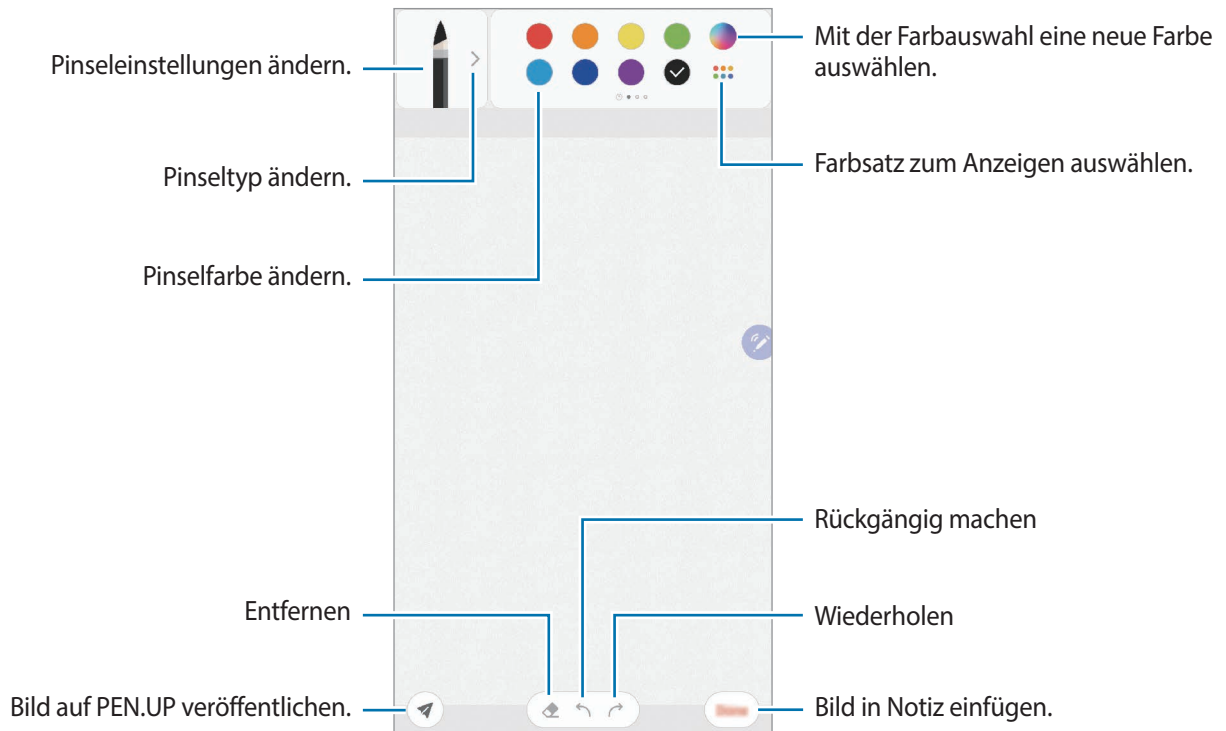 Pinseleinstellungen ändern.
Mit der Farbauswahl eine neue Farbe
auswählen.
Pinseltyp ändern.
Farbsatz zum Anzeigen auswählen.
Pinselfarbe ändern.
Rückgängig machen
Entfernen
Wiederholen
Bild auf PEN.UP veröffentlichen.
Done
Bild in Notiz einfügen.